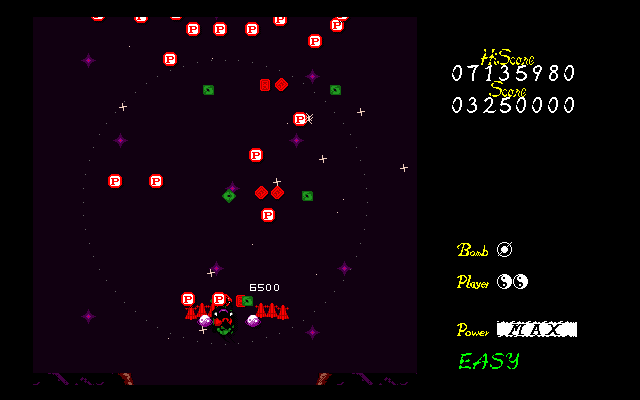 HiScore
07135980
Score
03250000
P P P P P
P
P
P
P
P P
P
6500
P P
Bomb
Player
Power MAX
EASY